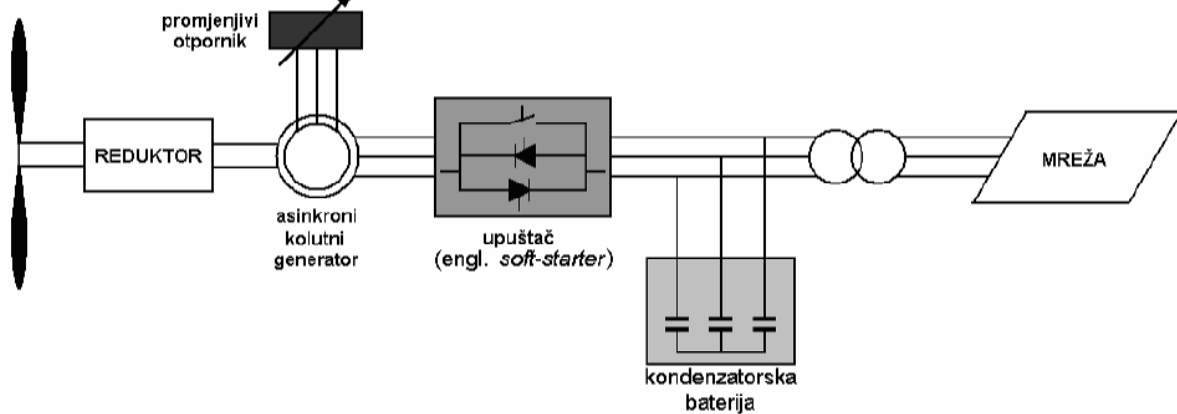 promjenjivi
otpornik
REDUKTOR
asinkroni
kolutni
generator
upuštač
(engl. soft-starter)
kondenzatorska
baterija
MREŽA